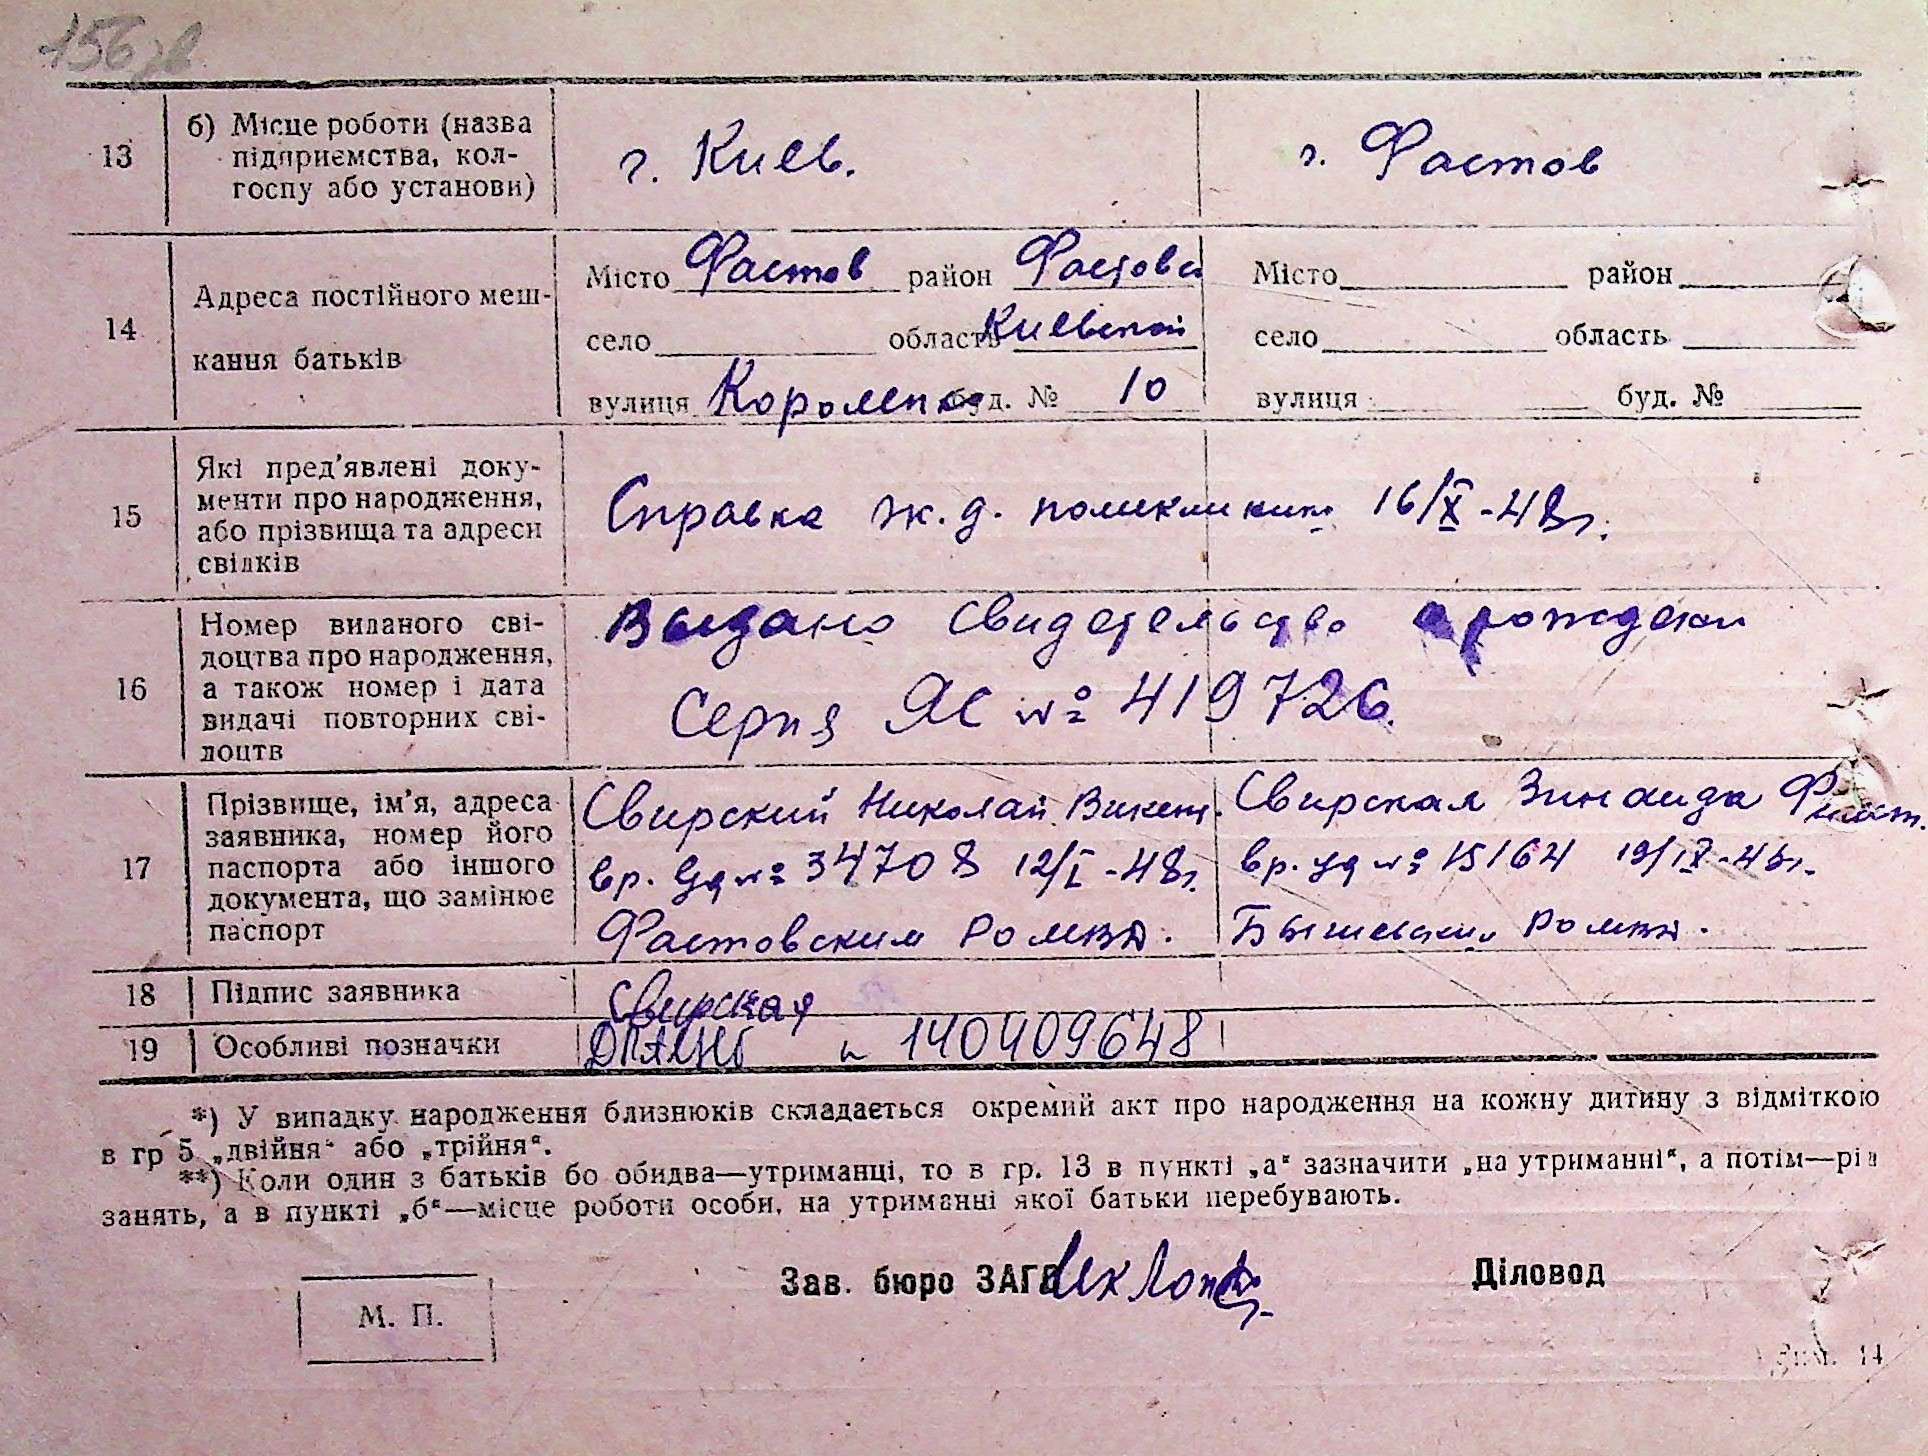 156зв
13 б) Місце роботи (назва підприємства, кол-госпу або установи) г. Киев. г. Фастов
14 Адреса постійного меш-кання батьків
Місто Фастов район Фастовск Місто район
село область Киевской село область
вулиця Короленко буд. № 10 вулиця буд. №
15 Які пред'явлені доку-менти про народження, або прізвища та адреси свідків
Справка ж.д. поликлиники 16/X-48г.
16 Номер виданого сві-доцтва про народження, а також номер і дата видачі повторних сві-доцтв
Выдано свидетельство о рождении
Серия ЯС № 419726
17 Прізвище, ім'я, адреса заявника, номер його паспорта або іншого документа, що замінює паспорт
Свирский Николай Викент. Свирская Зинаида
вр. уд № 34708 12/I-48г. вр. уд № 15164
Фастовским РОМВД. Бышевским РОМВД.
18 Підпис заявника Свирская
19 Особливі позначки 140409648
*) У випадку народження близнюків складається окремий акт про народження на кожну дитину з відміткою
в гр 5 „двійня“ або „трійня“.
**) Коли один з батьків бо обидва—утриманці, то в гр. 13 в пункті „а“ зазначити „на утриманні“, а потім—рід
занять, а в пункті „б“—місце роботи особи, на утриманні якої батьки перебувають.
Зав. бюро ЗАГС Діловод
М. П.
14